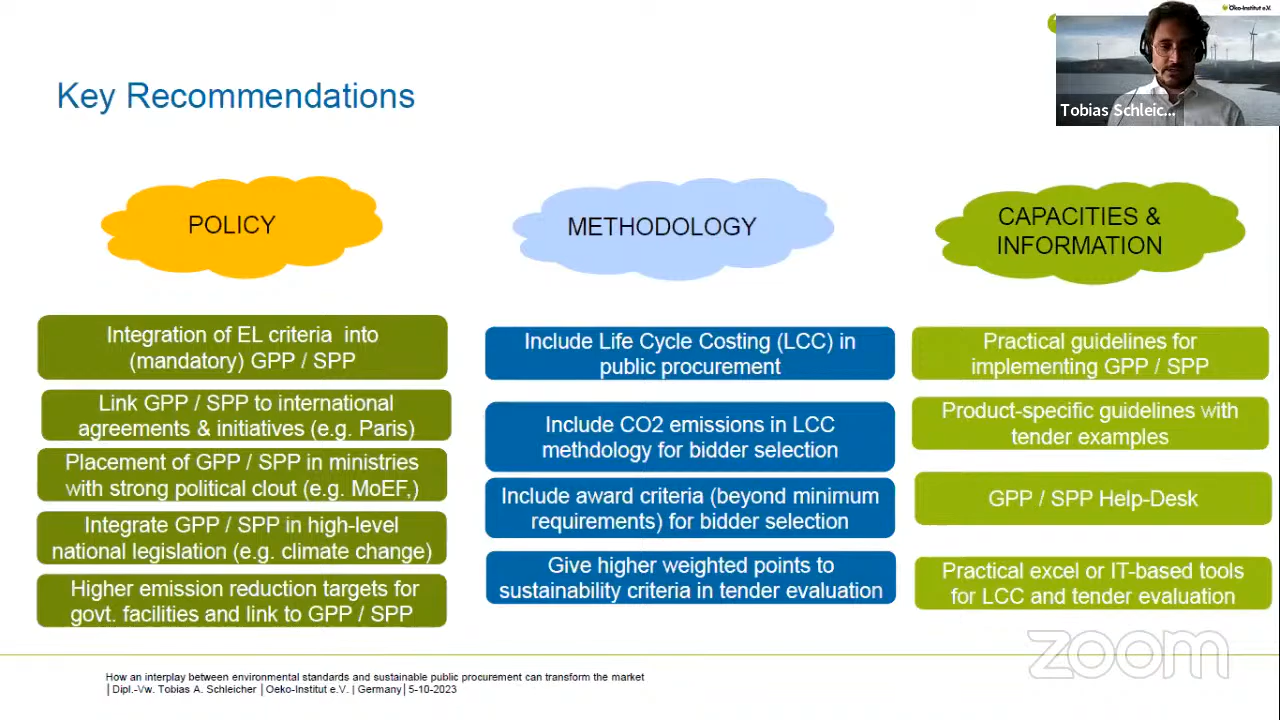 Öko-Institut e.V.
Tobias Schleic...
Key Recommendations
POLICY
Integration of EL criteria into
(mandatory) GPP / SPP
Link GPP / SPP to international
agreements & initiatives (e.g. Paris)
Placement of GPP / SPP in ministries
with strong political clout (e.g. MoEF,)
Integrate GPP / SPP in high-level
national legislation (e.g. climate change)
Higher emission reduction targets for
govt. facilities and link to GPP / SPP
METHODOLOGY
Include Life Cycle Costing (LCC) in
public procurement
Include CO2 emissions in LCC
methdology for bidder selection
Include award criteria (beyond minimum
requirements) for bidder selection
Give higher weighted points to
sustainability criteria in tender evaluation
CAPACITIES &
INFORMATION
Practical guidelines for
implementing GPP / SPP
Product-specific guidelines with
tender examples
GPP / SPP Help-Desk
Practical excel or IT-based tools
for LCC and tender evaluation
zoom
How an interplay between environmental standards and sustainable public procurement can transform the market
│Dipl.-Vw. Tobias A. Schleicher│Oeko-Institut e.V. | Germany│5-10-2023